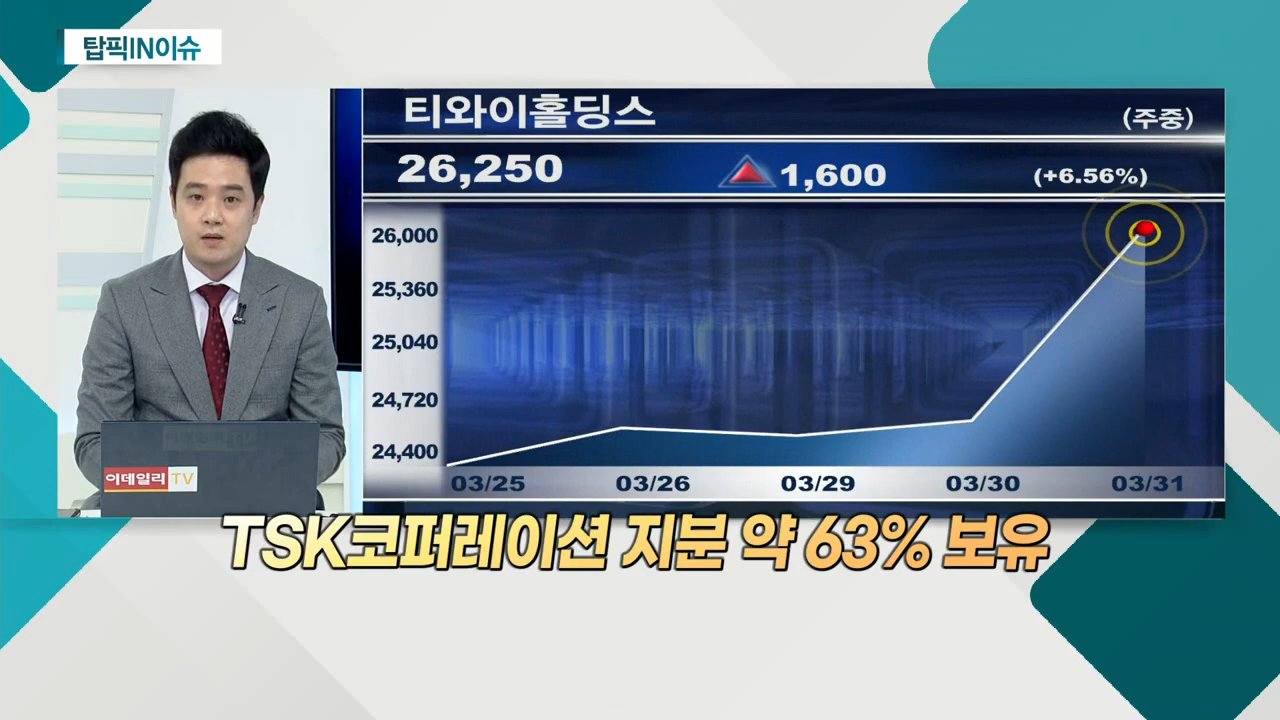 탑픽IN이슈
티와이홀딩스 (주중)
26,250 1,600 (+6.56%)
26,000
25,360
25,040
24,720
24,400
03/25 03/26 03/29 03/30 03/31
이데일리TV
TSK코퍼레이션 지분 약 63% 보유